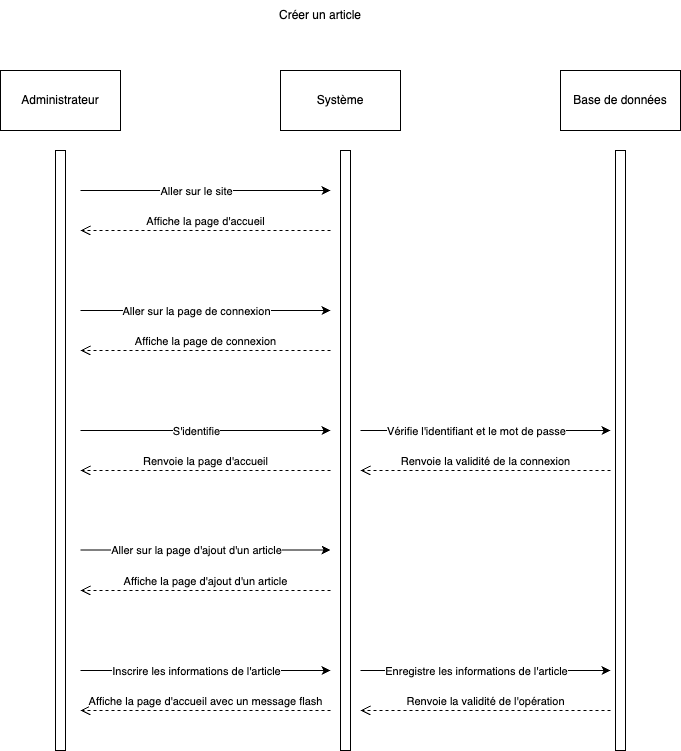 Créer un article
Administrateur
Système
Base de données
Aller sur le site
Affiche la page d'accueil
Aller sur la page de connexion
Affiche la page de connexion
S'identifie
Vérifie l'identifiant et le mot de passe
Renvoie la page d'accueil
Renvoie la validité de la connexion
Aller sur la page d'ajout d'un article
Affiche la page d'ajout d'un article
Inscrire les informations de l'article
Enregistre les informations de l'article
Affiche la page d'accueil avec un message flash
Renvoie la validité de l'opération